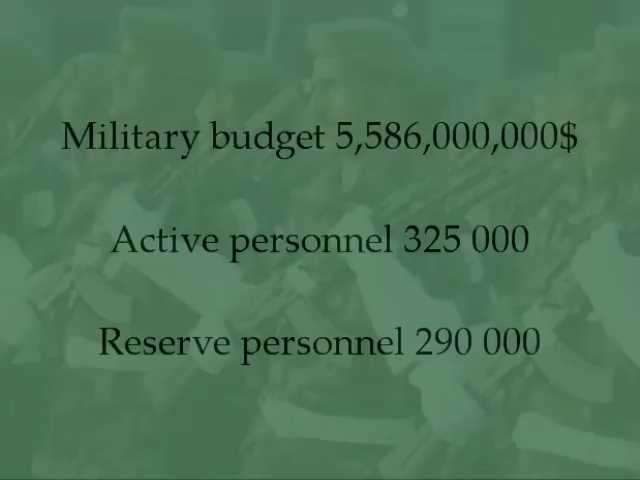 Military budget 5,586,000,000$
Active personnel 325 000
Reserve personnel 290 000